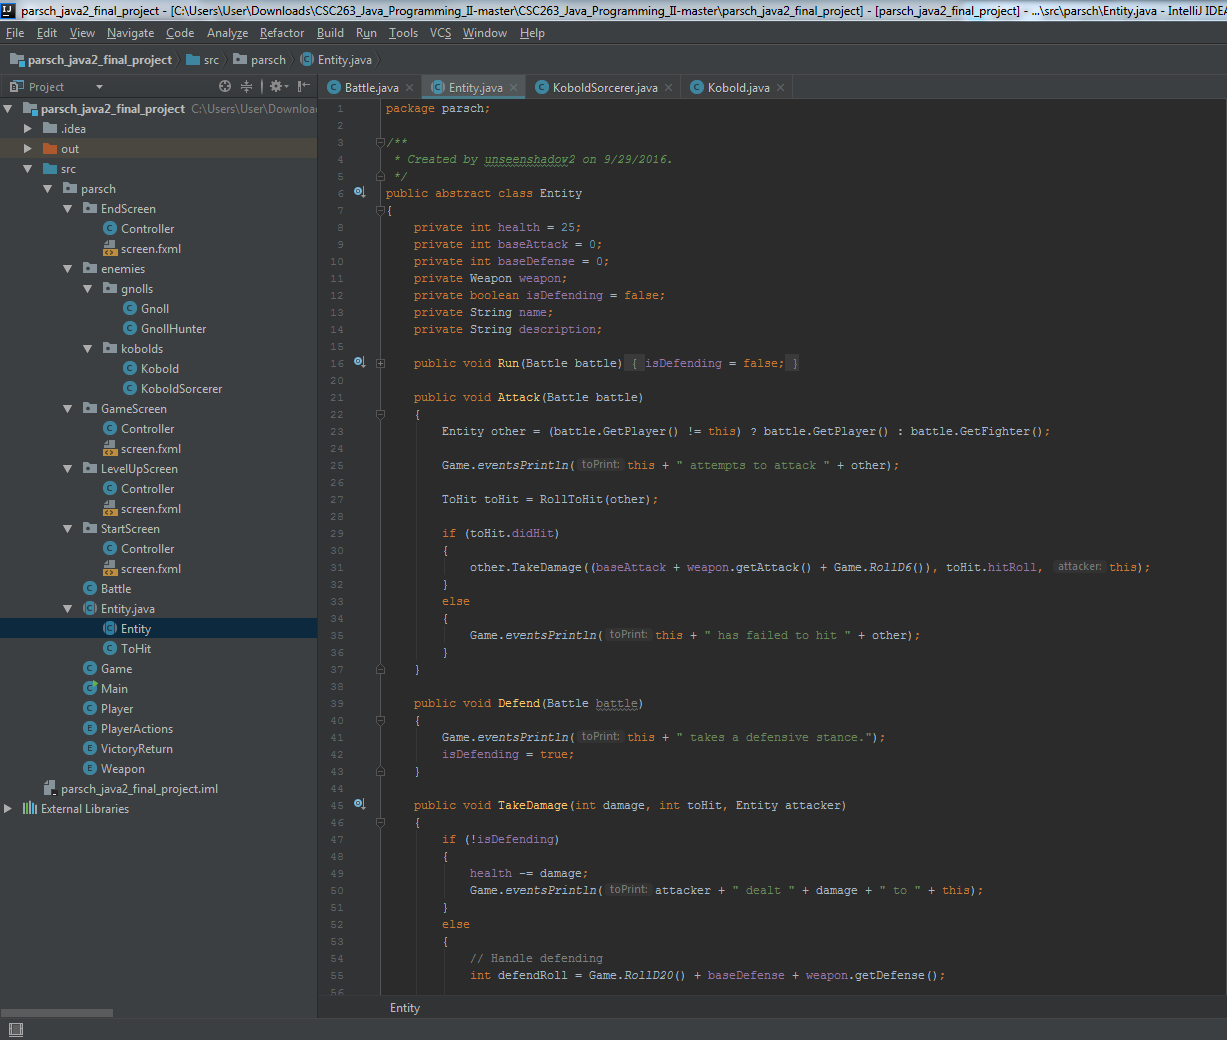 parsch_java2_final_project - [C:\Users\User\Downloads\CSC263_Java_Programming_II-master\CSC263_Java_Programming_II-master\parsch_java2_final_project] - [parsch_java2_final_project] - ...\src\parsch\Entity.java - IntelliJ IDEA
File Edit View Navigate Code Analyze Refactor Build Run Tools VCS Window Help
parsch_java2_final_project src parsch Entity.java
Project
Battle.java Entity.java KoboldSorcerer.java Kobold.java
parsch_java2_final_project C:\Users\User\Downloa
.idea
out
src
parsch
EndScreen
Controller
screen.fxml
enemies
gnolls
Gnoll
GnollHunter
kobolds
Kobold
KoboldSorcerer
GameScreen
Controller
screen.fxml
LevelUpScreen
Controller
screen.fxml
StartScreen
Controller
screen.fxml
Battle
Entity.java
Entity
ToHit
Game
Main
Player
PlayerActions
VictoryReturn
Weapon
parsch_java2_final_project.iml
External Libraries
1 package parsch;
2
3 /**
4 * Created by unseenshadow2 on 9/29/2016.
5 */
6 public abstract class Entity
7 {
8 private int health = 25;
9 private int baseAttack = 0;
10 private int baseDefense = 0;
11 private Weapon weapon;
12 private boolean isDefending = false;
13 private String name;
14 private String description;
15
16 public void Run(Battle battle) { isDefending = false; }
20
21 public void Attack(Battle battle)
22 {
23 Entity other = (battle.GetPlayer() != this) ? battle.GetPlayer() : battle.GetFighter();
24
25 Game.eventsPrintln( toPrint: this + " attempts to attack " + other);
26
27 ToHit toHit = RollToHit(other);
28
29 if (toHit.didHit)
30 {
31 other.TakeDamage((baseAttack + weapon.getAttack() + Game.RollD6()), toHit.hitRoll, attacker: this);
32 }
33 else
34 {
35 Game.eventsPrintln( toPrint: this + " has failed to hit " + other);
36 }
37 }
38
39 public void Defend(Battle battle)
40 {
41 Game.eventsPrintln( toPrint: this + " takes a defensive stance.");
42 isDefending = true;
43 }
44
45 public void TakeDamage(int damage, int toHit, Entity attacker)
46 {
47 if (!isDefending)
48 {
49 health -= damage;
50 Game.eventsPrintln( toPrint: attacker + " dealt " + damage + " to " + this);
51 }
52 else
53 {
54 // Handle defending
55 int defendRoll = Game.RollD20() + baseDefense + weapon.getDefense();
56
Entity